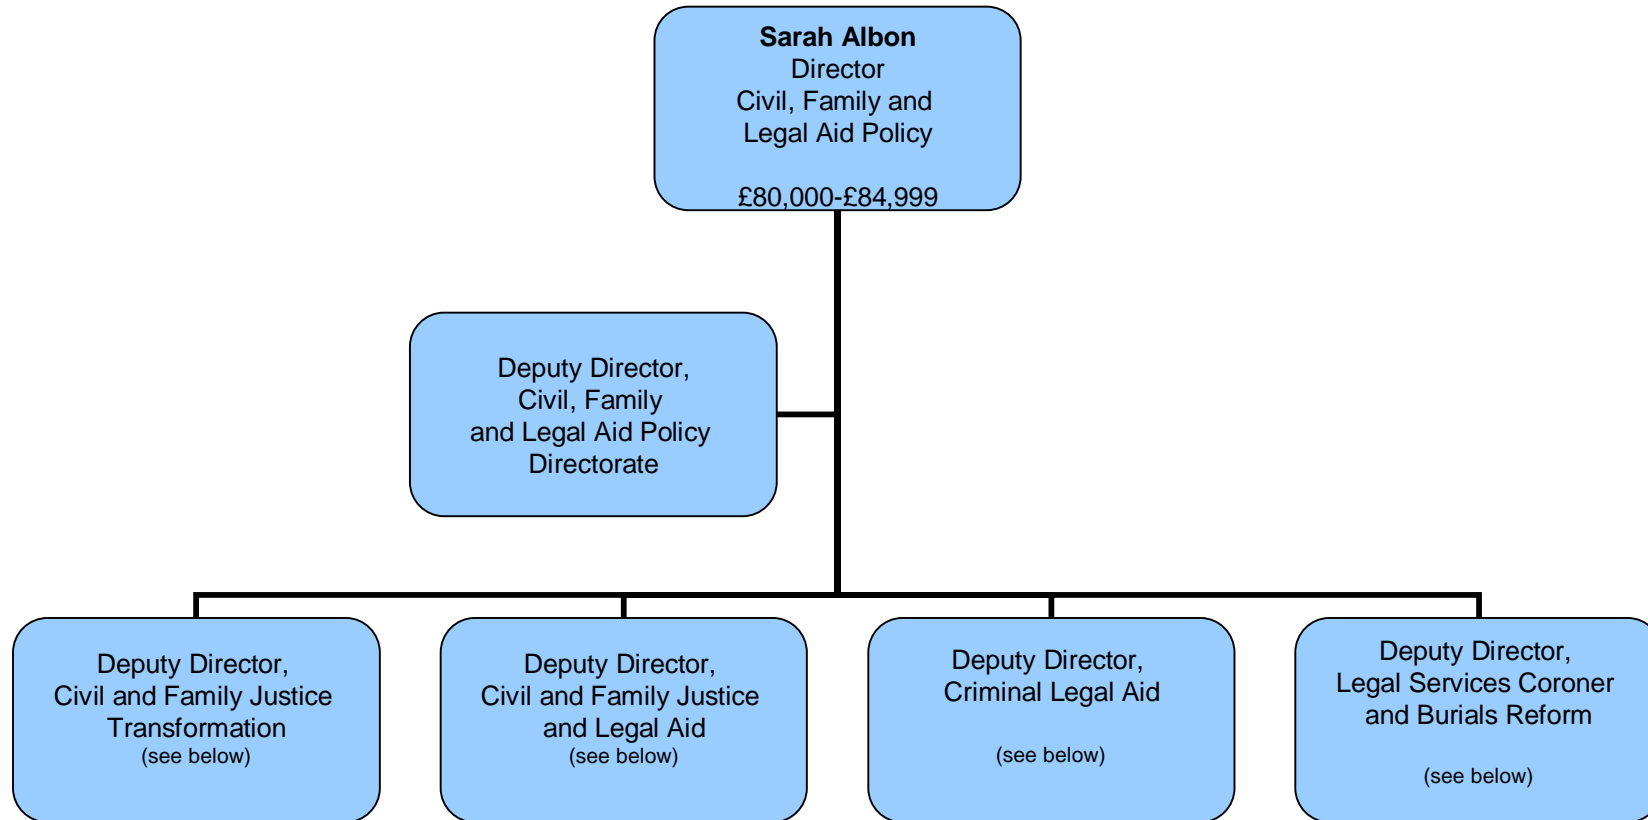 Sarah Albon
Director
Civil, Family and
Legal Aid Policy
£80,000-£84,999
Deputy Director,
Civil, Family
and Legal Aid Policy
Directorate
Deputy Director,
Civil and Family Justice
Transformation
(see below)
Deputy Director,
Civil and Family Justice
and Legal Aid
(see below)
Deputy Director,
Criminal Legal Aid
(see below)
Deputy Director,
Legal Services Coroner
and Burials Reform
(see below)